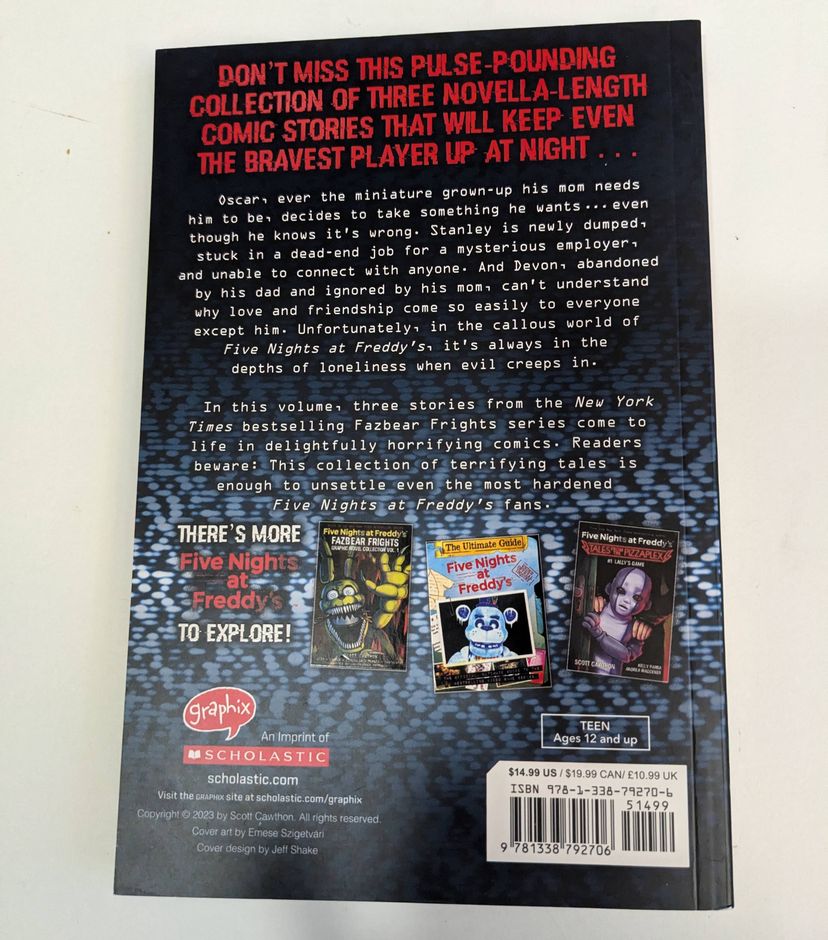 DON'T MISS THIS PULSE-POUNDING
COLLECTION OF THREE NOVELLA-LENGTH
COMIC STORIES THAT WILL KEEP EVEN
THE BRAVEST PLAYER UP AT NIGHT . . .
Oscar, ever the miniature grown-up his mom needs
him to be, decides to take something he wants...even
though he knows it's wrong. Stanley is newly dumped,
stuck in a dead-end job for a mysterious employer,
and unable to connect with anyone. And Devon, abandoned
by his dad and ignored by his mom, can't understand
why love and friendship come so easily to everyone
except him. Unfortunately, in the callous world of
Five Nights at Freddy's, it's always in the
depths of loneliness when evil creeps in.
In this volume, three stories from the New York
Times bestselling Fazbear Frights series come to
life in delightfully horrifying comics. Readers
beware: This collection of terrifying tales is
enough to unsettle even the most hardened
Five Nights at Freddy's fans.
THERE'S MORE
Five Nights
at
Freddy's
TO EXPLORE!
Five Nights at Freddy's
FAZBEAR FRIGHTS
GRAPHIC NOVEL COLLECTION VOL. 1
The Ultimate Guide
Five Nights
at
Freddy's
Five Nights at Freddy's
TALES FROM THE PIZZAPLEX
#1 LALLY'S GAME
SCOTT CAWTHON
KELLY PARRA
ANDREA WAGGENER
graphix
An Imprint of
SCHOLASTIC
scholastic.com
Visit the GRAPHIX site at scholastic.com/graphix
Copyright © 2023 by Scott Cawthon. All rights reserved.
Cover art by Emese Szigetvári
Cover design by Jeff Shake
TEEN
Ages 12 and up
$14.99 US / $19.99 CAN/ £10.99 UK
ISBN 978-1-338-79270-6
51499
9 781338 792706